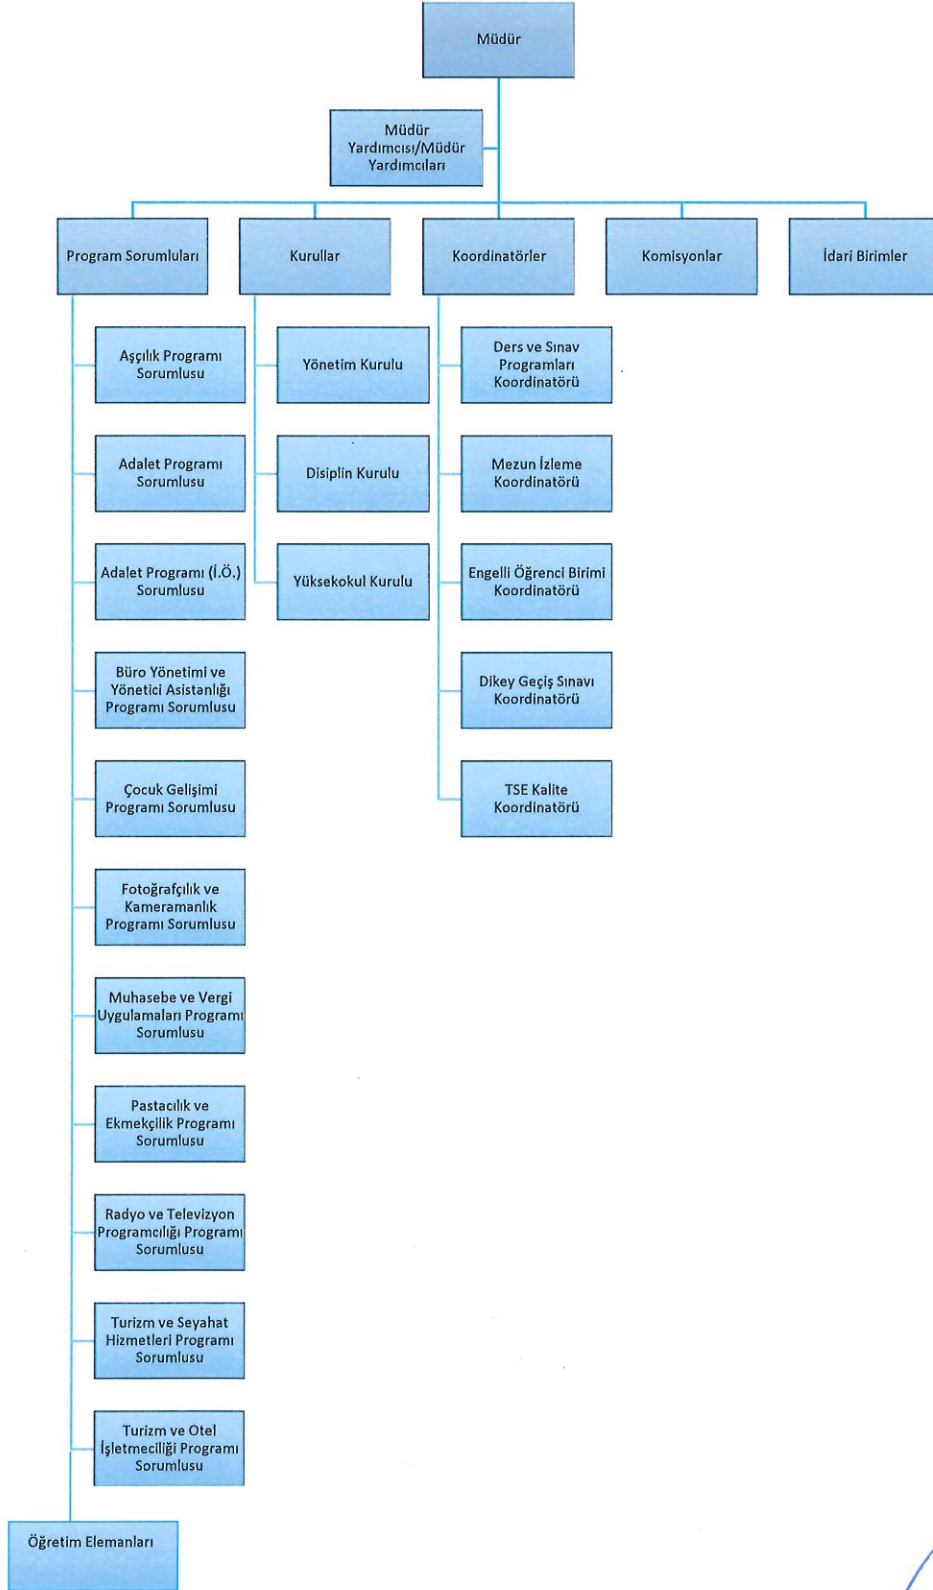 Müdür
Müdür
Yardımcısı/Müdür
Yardımcıları
Program Sorumluları
Kurullar
Koordinatörler
Komisyonlar
İdari Birimler
Aşçılık Programı
Sorumlusu
Adalet Programı
Sorumlusu
Adalet Programı (İ.Ö.)
Sorumlusu
Büro Yönetimi ve
Yönetici Asistanlığı
Programı Sorumlusu
Çocuk Gelişimi
Programı Sorumlusu
Fotoğrafçılık ve
Kameramanlık
Programı Sorumlusu
Muhasebe ve Vergi
Uygulamaları Programı
Sorumlusu
Pastacılık ve
Ekmekçilik Programı
Sorumlusu
Radyo ve Televizyon
Programcılığı Programı
Sorumlusu
Turizm ve Seyahat
Hizmetleri Programı
Sorumlusu
Turizm ve Otel
İşletmeciliği Programı
Sorumlusu
Öğretim Elemanları
Yönetim Kurulu
Disiplin Kurulu
Yüksekokul Kurulu
Ders ve Sınav
Programları
Koordinatörü
Mezun İzleme
Koordinatörü
Engelli Öğrenci Birimi
Koordinatörü
Dikey Geçiş Sınavı
Koordinatörü
TSE Kalite
Koordinatörü